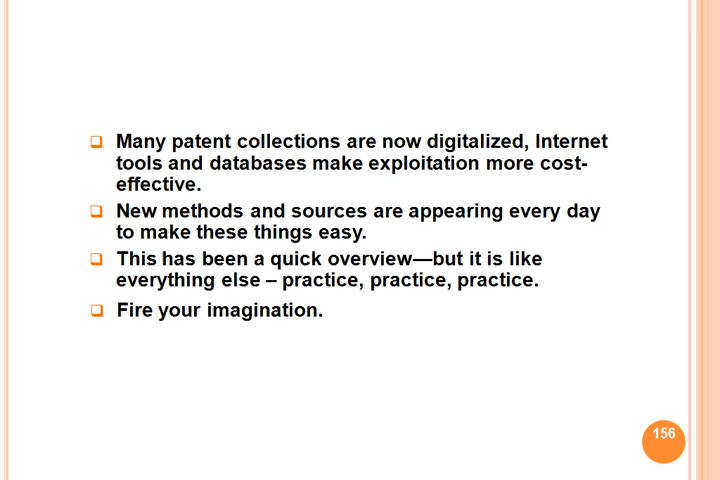 Many patent collections are now digitalized, Internet
tools and databases make exploitation more cost-
effective.
New methods and sources are appearing every day
to make these things easy.
This has been a quick overview—but it is like
everything else – practice, practice, practice.
Fire your imagination.
156